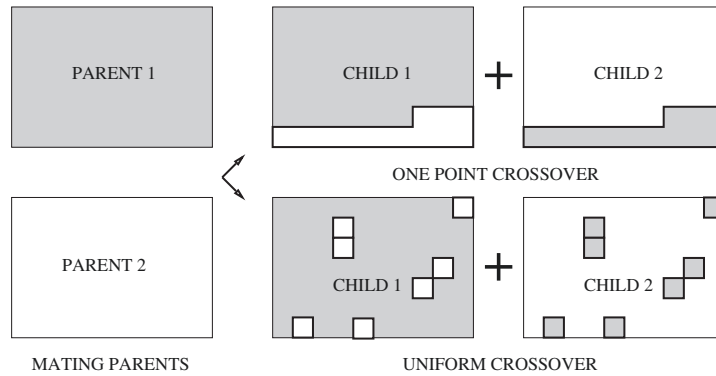 PARENT 1
CHILD 1
CHILD 2
ONE POINT CROSSOVER
PARENT 2
CHILD 1
CHILD 2
MATING PARENTS
UNIFORM CROSSOVER